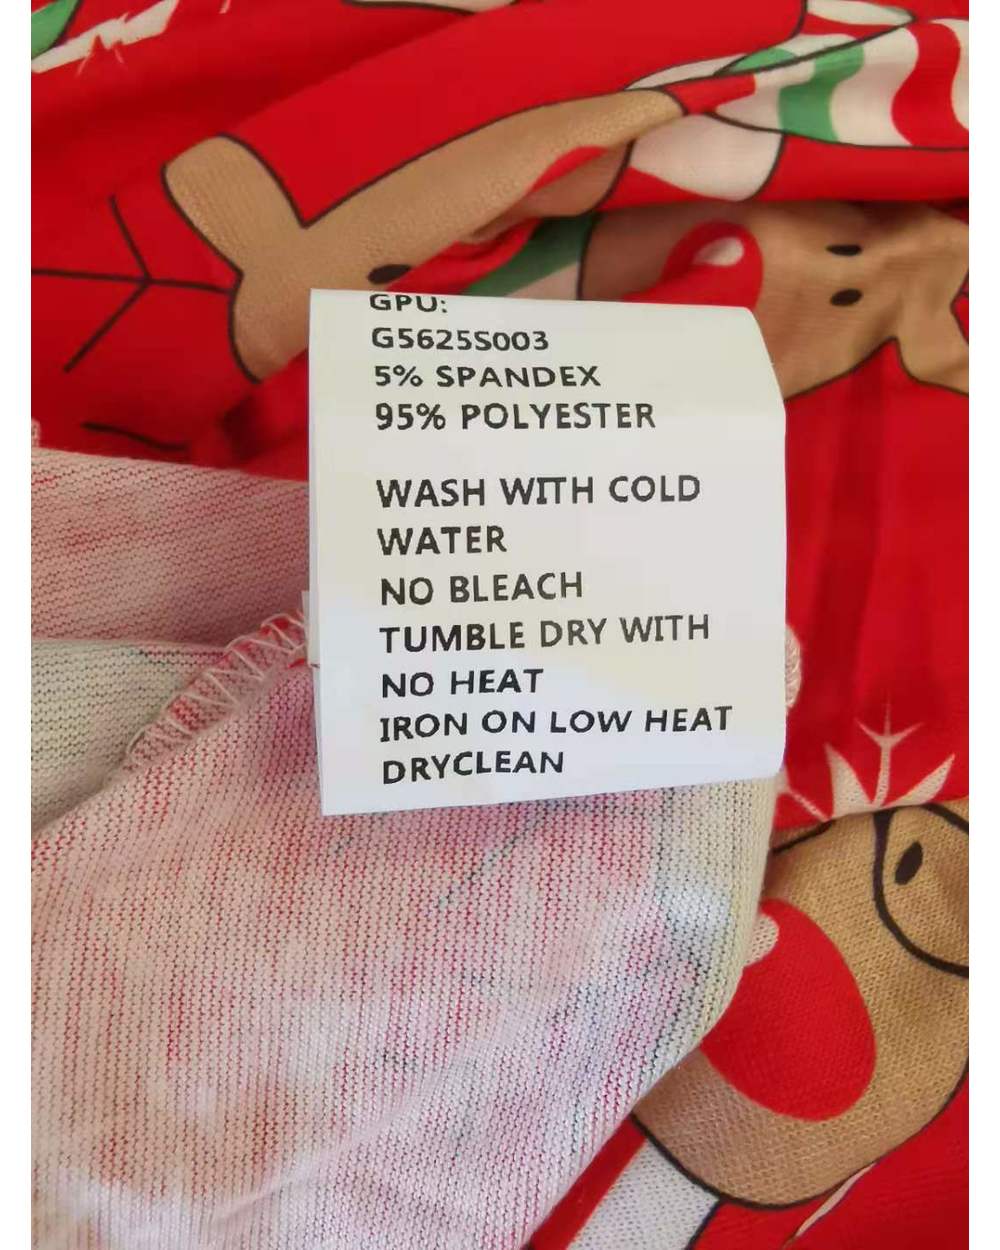 GPU:
G5625S003
5% SPANDEX
95% POLYESTER
WASH WITH COLD
WATER
NO BLEACH
TUMBLE DRY WITH
NO HEAT
IRON ON LOW HEAT
DRYCLEAN